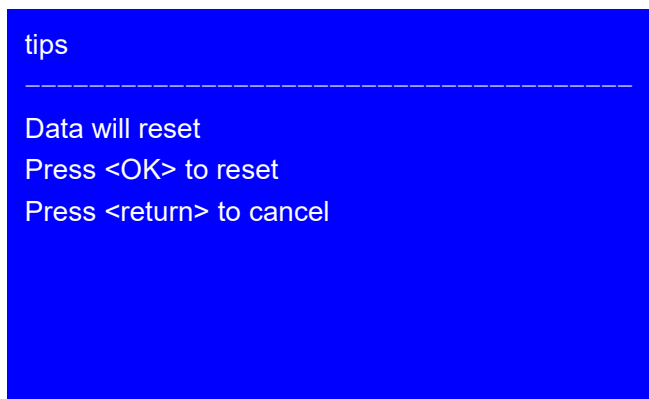 tips
Data will reset
Press <OK> to reset
Press <return> to cancel